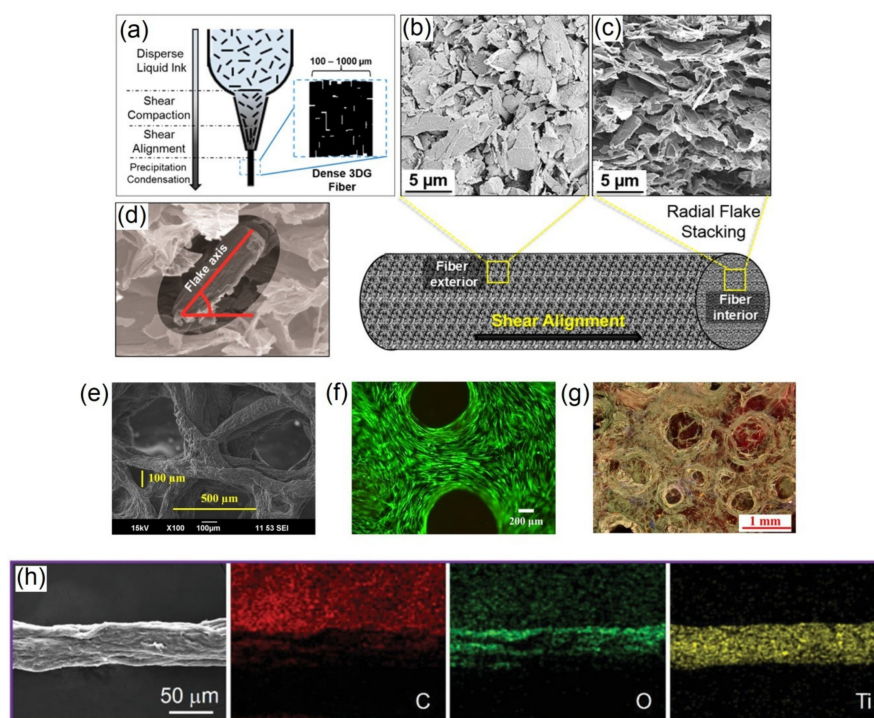 (a)
Disperse
Liquid Ink
Shear
Compaction
Shear
Alignment
Precipitation
Condensation
100 – 1000 µm
Dense 3DG
Fiber
(b)
5 µm
(c)
5 µm
Radial Flake
Stacking
(d)
Flake axis
Fiber
exterior
Shear Alignment
Fiber
interior
(e)
100 µm
500 µm
15kV X100 100µm 11 53 SEI
(f)
200 µm
(g)
1 mm
(h)
50 µm
C
O
Ti